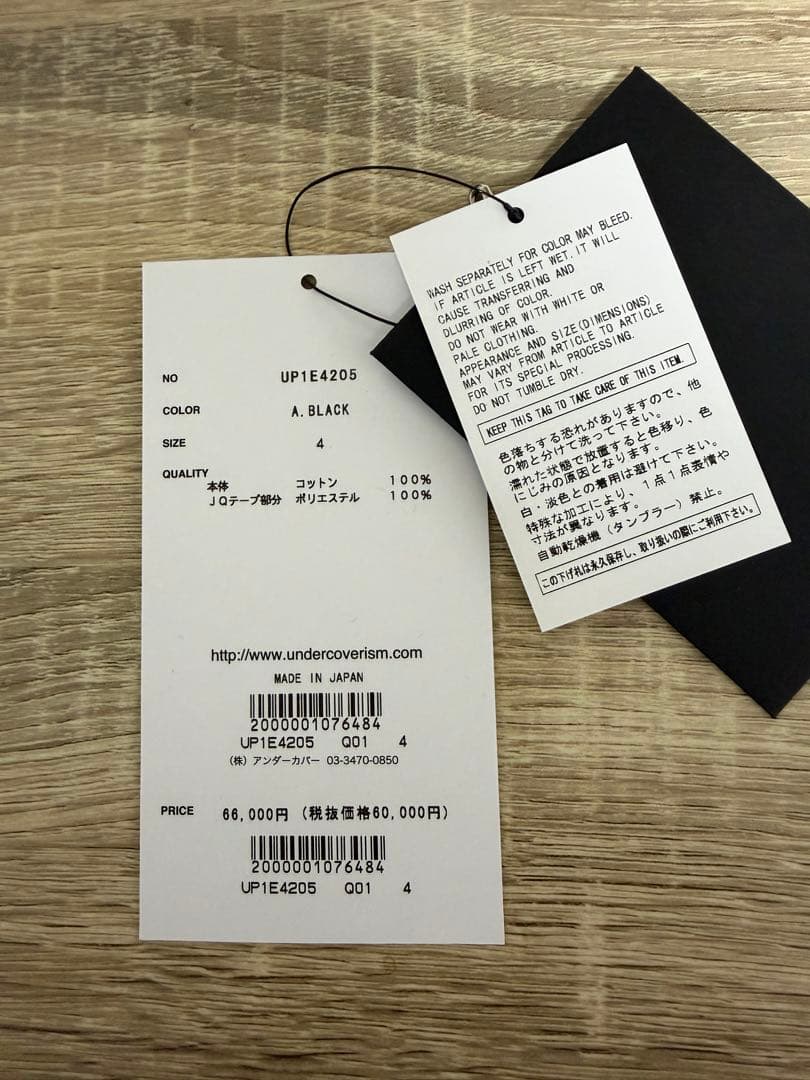 NO UP1E4205
COLOR A.BLACK
SIZE 4
QUALITY
本体 コットン 100%
JQテープ部分 ポリエステル 100%
http://www.undercoverism.com
MADE IN JAPAN
2000001076484
UP1E4205 Q01 4
(株) アンダーカバー 03-3470-0850
PRICE 66,000円 (税抜価格60,000円)
2000001076484
UP1E4205 Q01 4
WASH SEPARATELY FOR COLOR MAY BLEED.
IF ARTICLE IS LEFT WET.IT WILL
CAUSE TRANSFERRING AND
DLURRING OF COLOR.
DO NOT WEAR WITH WHITE OR
PALE CLOTHING.
APPEARANCE AND SIZE(DIMENSIONS)
MAY VARY FROM ARTICLE TO ARTICLE
FOR ITS SPECIAL PROCESSING.
DO NOT TUMBLE DRY.
KEEP THIS TAG TO TAKE CARE OF THIS ITEM.
色落ちする恐れがありますので、他
の物と分けて洗って下さい。
濡れた状態で放置すると色移り、色
にじみの原因となります。
白・淡色との着用は避けて下さい。
特殊な加工により、1点1点表情や
寸法が異なります。
自動乾燥機（タンブラー）禁止。
この下げ札は永久保存し、取り扱いの際にご利用下さい。